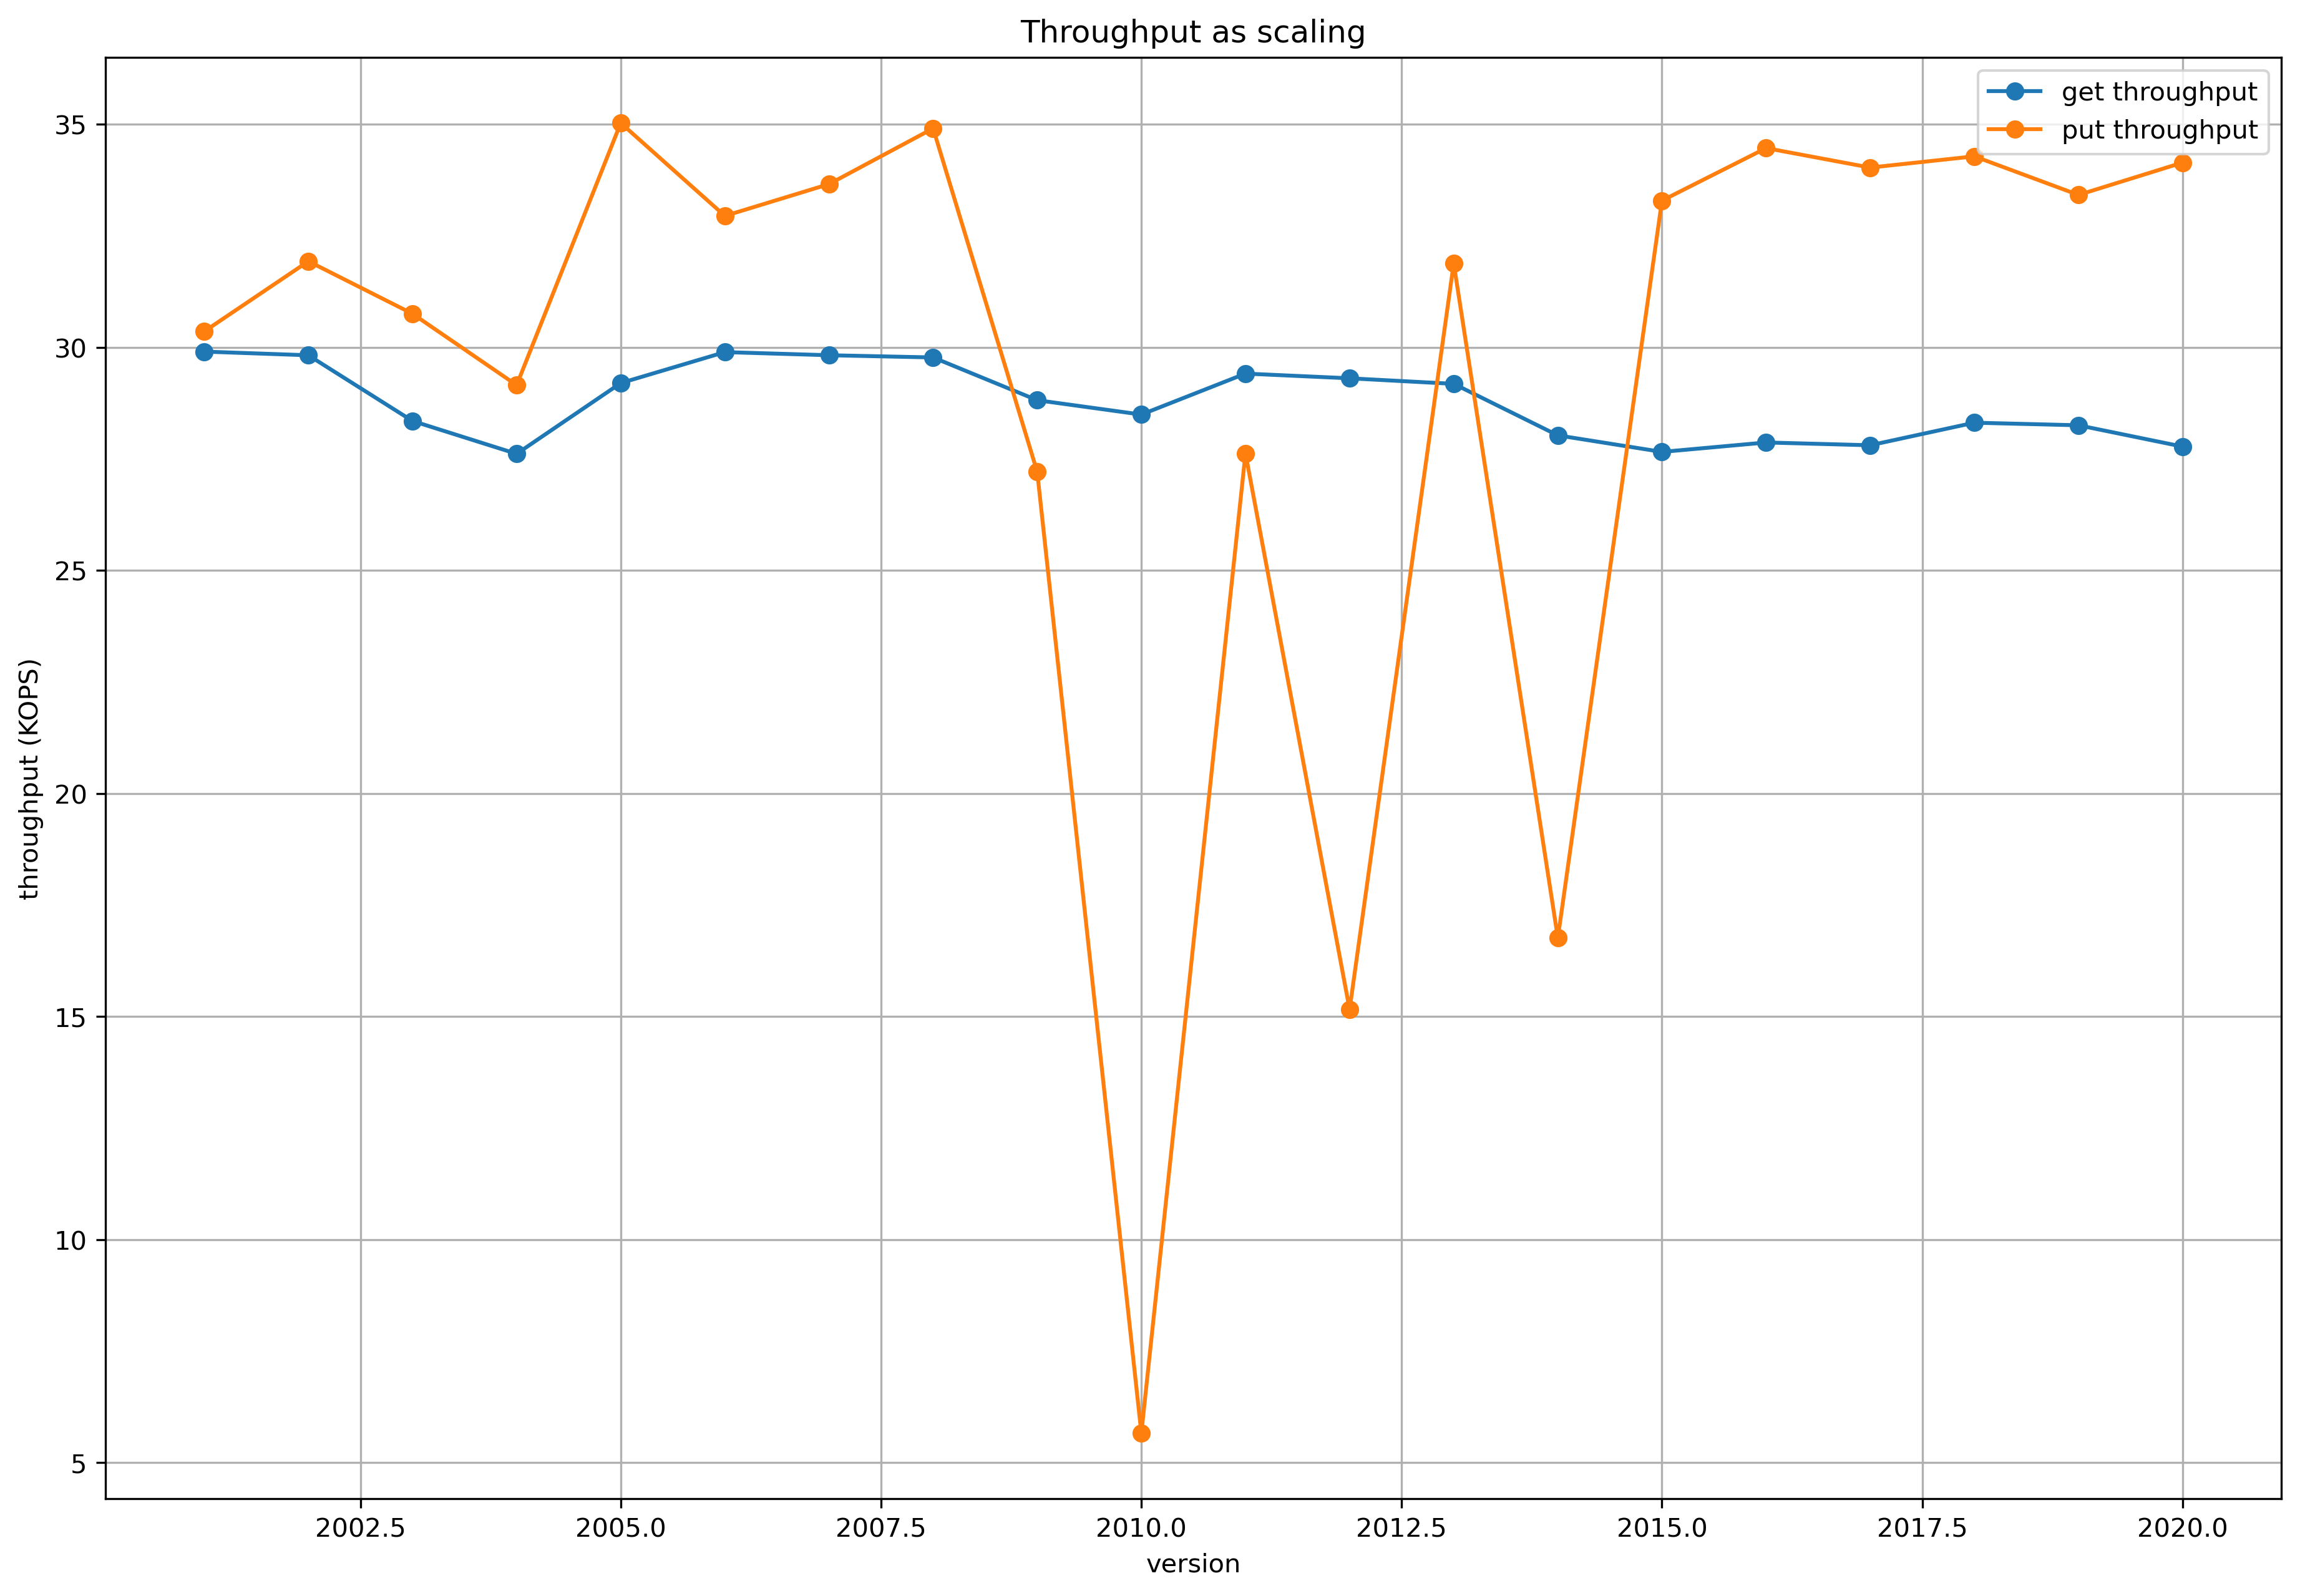 Throughput as scaling
get throughput
put throughput
throughput (KOPS)
35
30
25
20
15
10
5
2002.5 2005.0 2007.5 2010.0 2012.5 2015.0 2017.5 2020.0
version